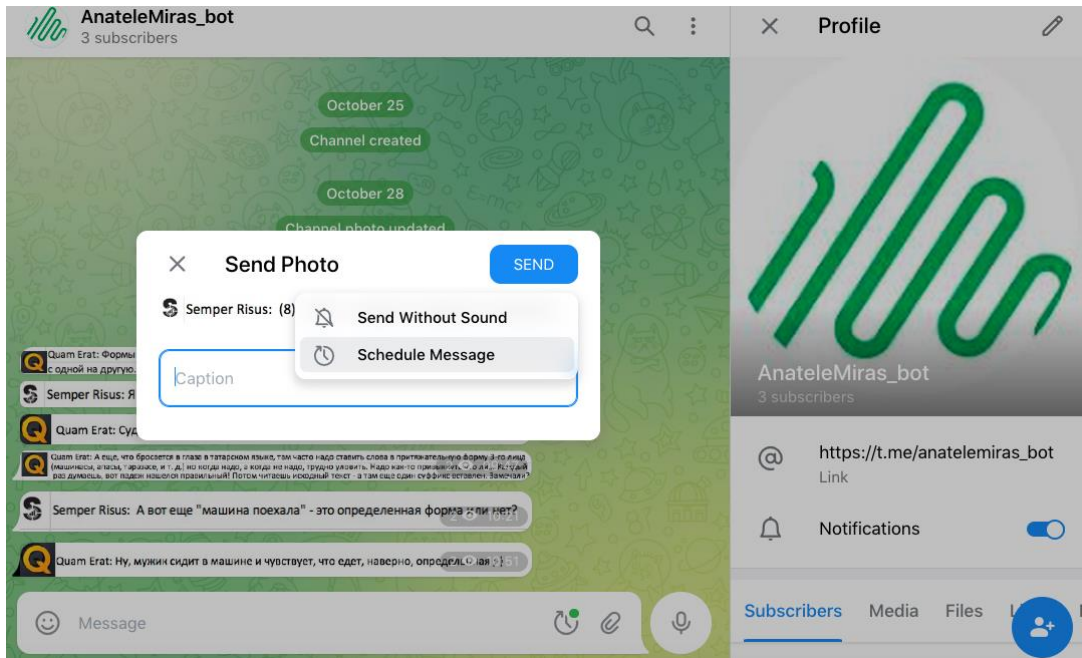 AnateleMiras_bot
3 subscribers
October 25
Channel created
October 28
Channel photo updated
Send Photo
SEND
Semper Risus: (8)
Send Without Sound
Schedule Message
Caption
Quam Erat: Формы
с одной на другую.
Semper Risus: Я
Quam Erat: Суд
Quam Erat: А еще, что бросается в глаза в татарском языке, там часто надо ставить слова в притяжательную форму 3-го лица
(машинасы, апасы, тәрәзәсе, и т. д.) но когда надо, а когда не надо, трудно уловить. Надо как-то
раз думаешь, вот падеж нашелся правильный! Потом читаешь исходный текст - а там еще один суффикс вставлен. Замечали?
Semper Risus: А вот еще "машина поехала" - это определенная форма или нет?
2 10:21
Quam Erat: Ну, мужик сидит в машине и чувствует, что едет, наверно, определенная
Message
Profile
AnateleMiras_bot
3 subscribers
https://t.me/anatelemiras_bot
Link
Notifications
Subscribers
Media
Files